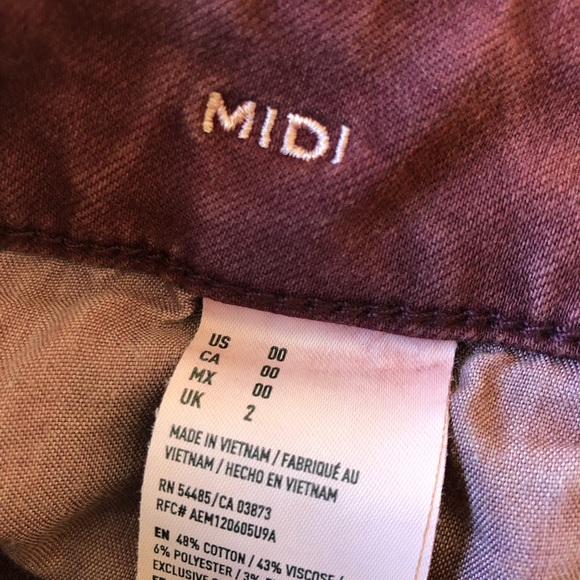 MIDI
US 00
CA 00
MX 00
UK 2
MADE IN VIETNAM / FABRIQUÉ AU
VIETNAM / HECHO EN VIETNAM
RN 54485/CA 03873
RFC# AEM120605U9A
EN 48% COTTON / 43% VISCOSE /
6% POLYESTER / 3%
EXCLUSIVE